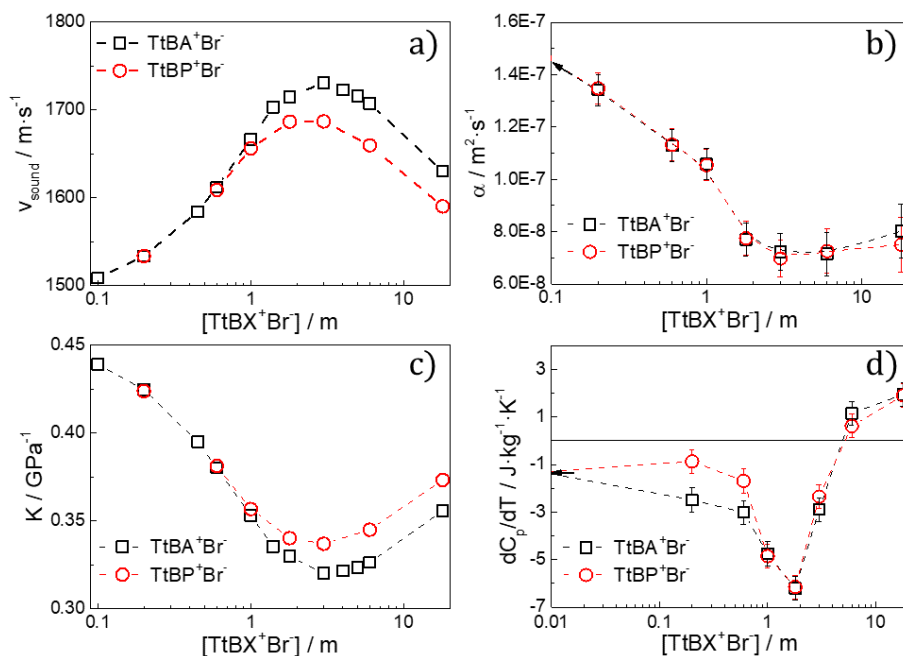 a)
1800
1700
1600
1500
v_sound / m·s⁻¹
TtBA⁺Br⁻
TtBP⁺Br⁻
0.1 1 10
[TtBX⁺Br⁻] / m
b)
1.6E-7
1.4E-7
1.2E-7
1.0E-7
8.0E-8
6.0E-8
α / m²·s⁻¹
TtBA⁺Br⁻
TtBP⁺Br⁻
0.1 1 10
[TtBX⁺Br⁻] / m
c)
0.45
0.40
0.35
0.30
K / GPa⁻¹
TtBA⁺Br⁻
TtBP⁺Br⁻
0.1 1 10
[TtBX⁺Br⁻] / m
d)
3
1
-1
-3
-5
-7
dCₚ/dT / J·kg⁻¹·K⁻¹
TtBA⁺Br⁻
TtBP⁺Br⁻
0.01 0.1 1 10
[TtBX⁺Br⁻] / m